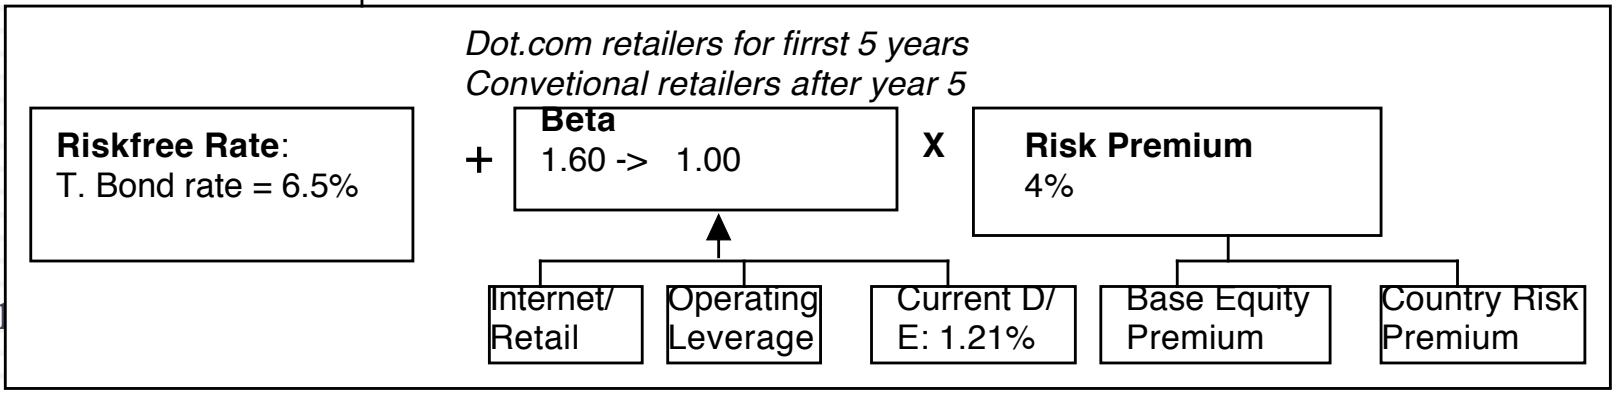 Dot.com retailers for firrst 5 years
Convetional retailers after year 5
Riskfree Rate:
T. Bond rate = 6.5%
+
Beta
1.60 ->   1.00
X
Risk Premium
4%
Internet/
Retail
Operating
Leverage
Current D/
E: 1.21%
Base Equity
Premium
Country Risk
Premium